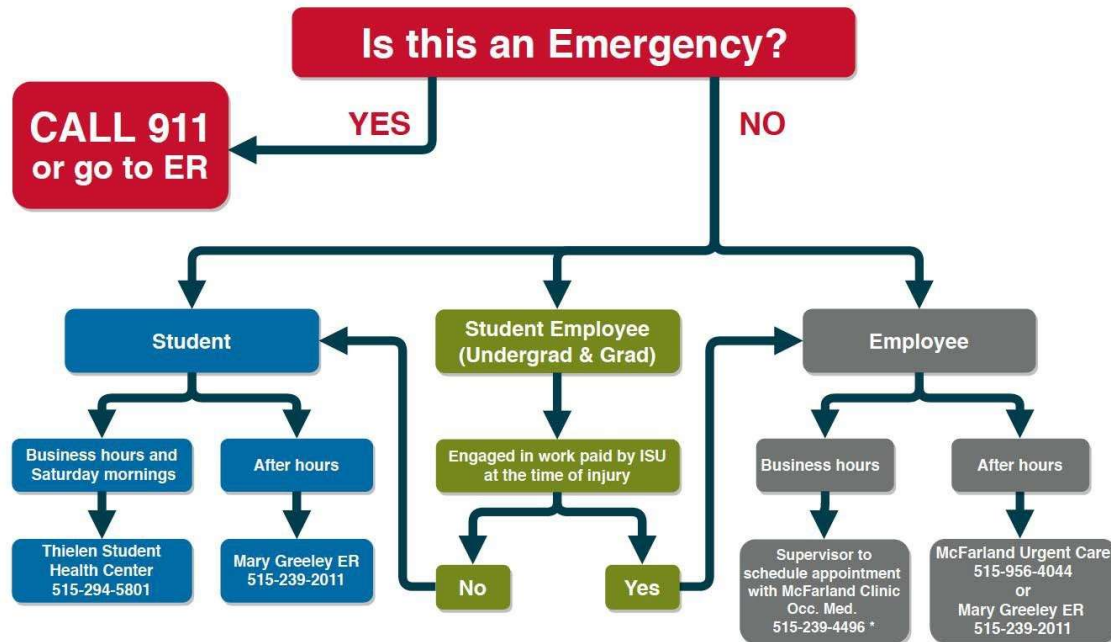 Is this an Emergency?
CALL 911
or go to ER
YES
NO
Student
Student Employee
(Undergrad & Grad)
Employee
Business hours and
Saturday mornings
After hours
Engaged in work paid by ISU
at the time of injury
Business hours
After hours
Thielen Student
Health Center
515-294-5801
Mary Greeley ER
515-239-2011
No
Yes
Supervisor to
schedule appointment
with McFarland Clinic
Occ. Med.
515-239-4496 *
McFarland Urgent Care
515-956-4044
or
Mary Greeley ER
515-239-2011